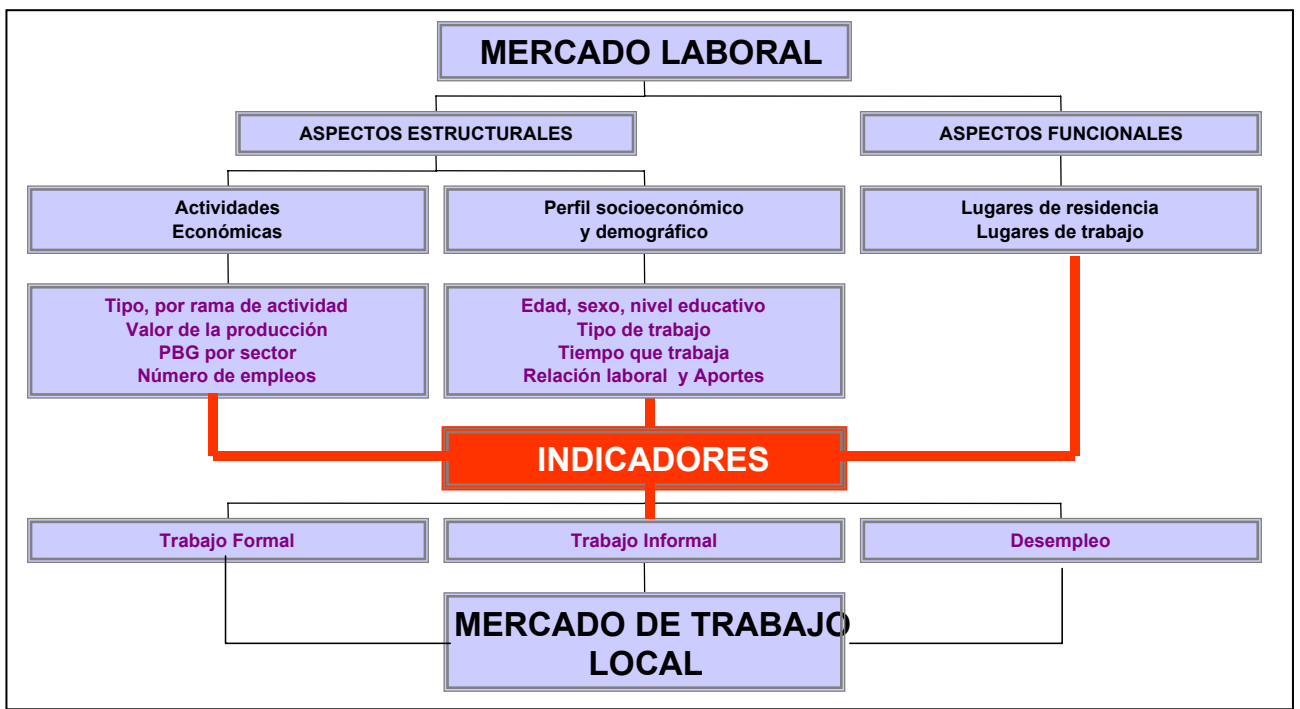 MERCADO LABORAL
ASPECTOS ESTRUCTURALES
ASPECTOS FUNCIONALES
Actividades
Económicas
Perfil socioeconómico
y demográfico
Lugares de residencia
Lugares de trabajo
Tipo, por rama de actividad
Valor de la producción
PBG por sector
Número de empleos
Edad, sexo, nivel educativo
Tipo de trabajo
Tiempo que trabaja
Relación laboral y Aportes
INDICADORES
Trabajo Formal
Trabajo Informal
Desempleo
MERCADO DE TRABAJO
LOCAL